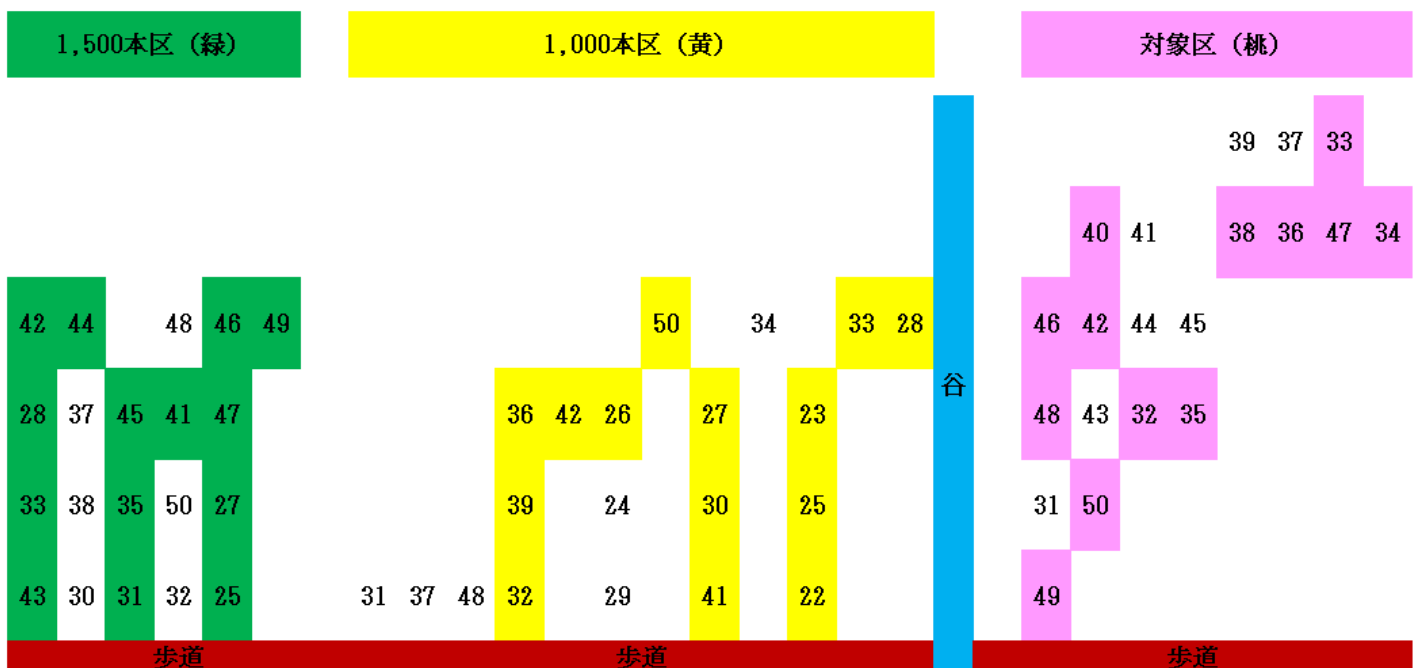 1,500本区（緑） 1,000本区（黄） 対象区（桃）
39 37 33
40 41 38 36 47 34
42 44 48 46 49 50 34 33 28 46 42 44 45
谷
28 37 45 41 47 36 42 26 27 23 48 43 32 35
33 38 35 50 27 39 24 30 25 31 50
43 30 31 32 25 31 37 48 32 29 41 22 49
歩道 歩道 歩道